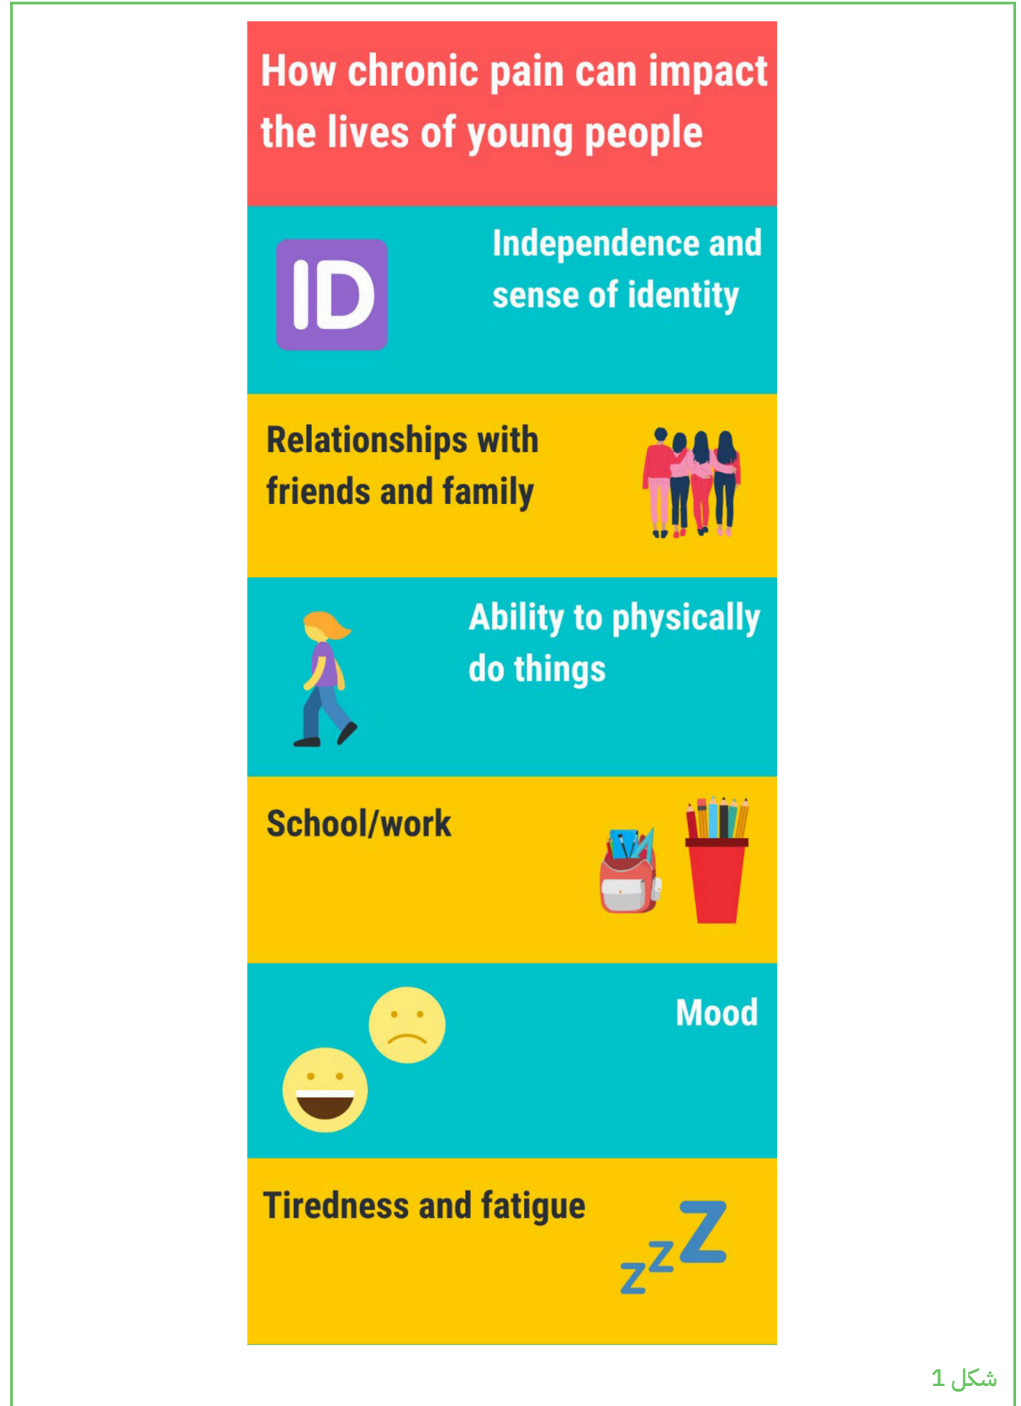 How chronic pain can impact
the lives of young people
ID
Independence and
sense of identity
Relationships with
friends and family
Ability to physically
do things
School/work
Mood
Tiredness and fatigue
z z Z
شكل 1